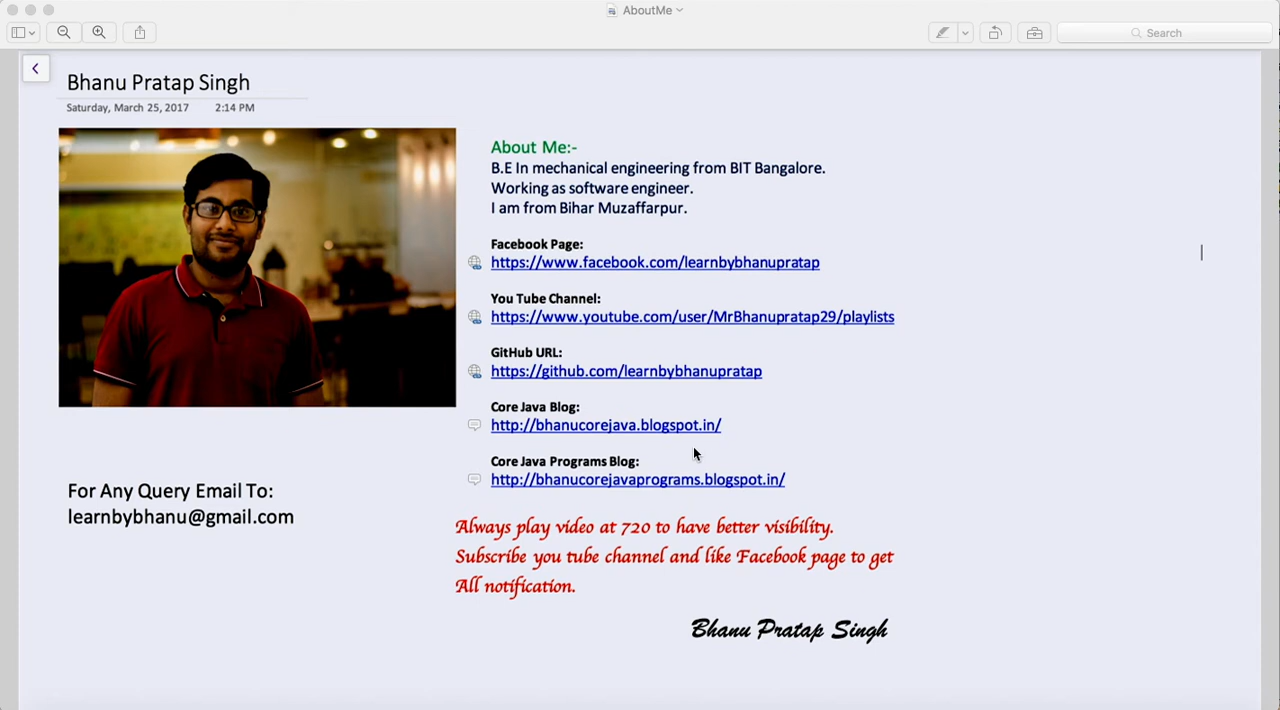 AboutMe
Search
Bhanu Pratap Singh
Saturday, March 25, 2017 2:14 PM
About Me:-
B.E In mechanical engineering from BIT Bangalore.
Working as software engineer.
I am from Bihar Muzaffarpur.
Facebook Page:
https://www.facebook.com/learnbybhanupratap
You Tube Channel:
https://www.youtube.com/user/MrBhanupratap29/playlists
GitHub URL:
https://github.com/learnbybhanupratap
Core Java Blog:
http://bhanucorejava.blogspot.in/
Core Java Programs Blog:
http://bhanucorejavaprograms.blogspot.in/
For Any Query Email To:
learnbybhanu@gmail.com
Always play video at 720 to have better visibility.
Subscribe you tube channel and like Facebook page to get
All notification.
Bhanu Pratap Singh